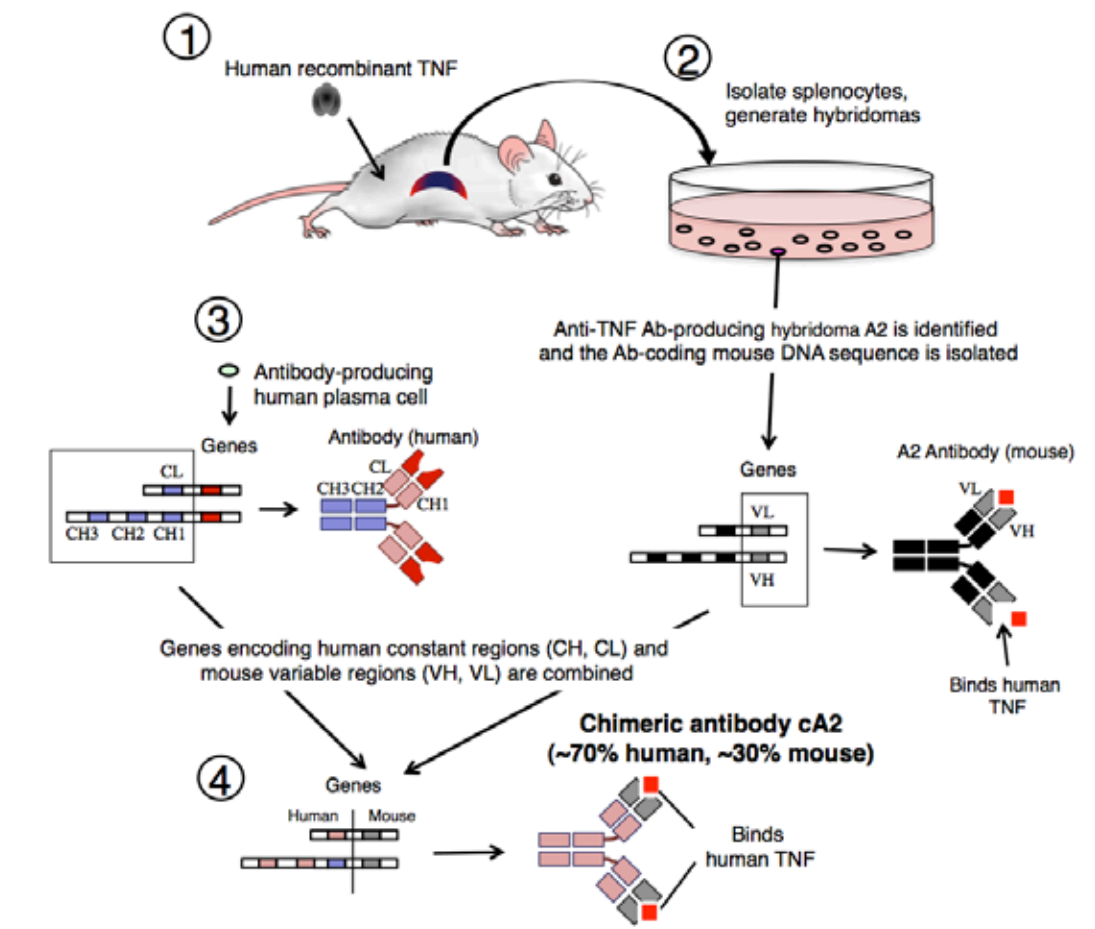 1
Human recombinant TNF
2
Isolate splenocytes,
generate hybridomas
Anti-TNF Ab-producing hybridoma A2 is identified
and the Ab-coding mouse DNA sequence is isolated
3
Antibody-producing
human plasma cell
Genes
CL
CH3 CH2 CH1
Antibody (human)
CL
CH3 CH2
CH1
Genes
VL
VH
A2 Antibody (mouse)
VL
VH
Binds human
TNF
Genes encoding human constant regions (CH, CL) and
mouse variable regions (VH, VL) are combined
Chimeric antibody cA2
(~70% human, ~30% mouse)
4
Genes
Human Mouse
Binds
human TNF